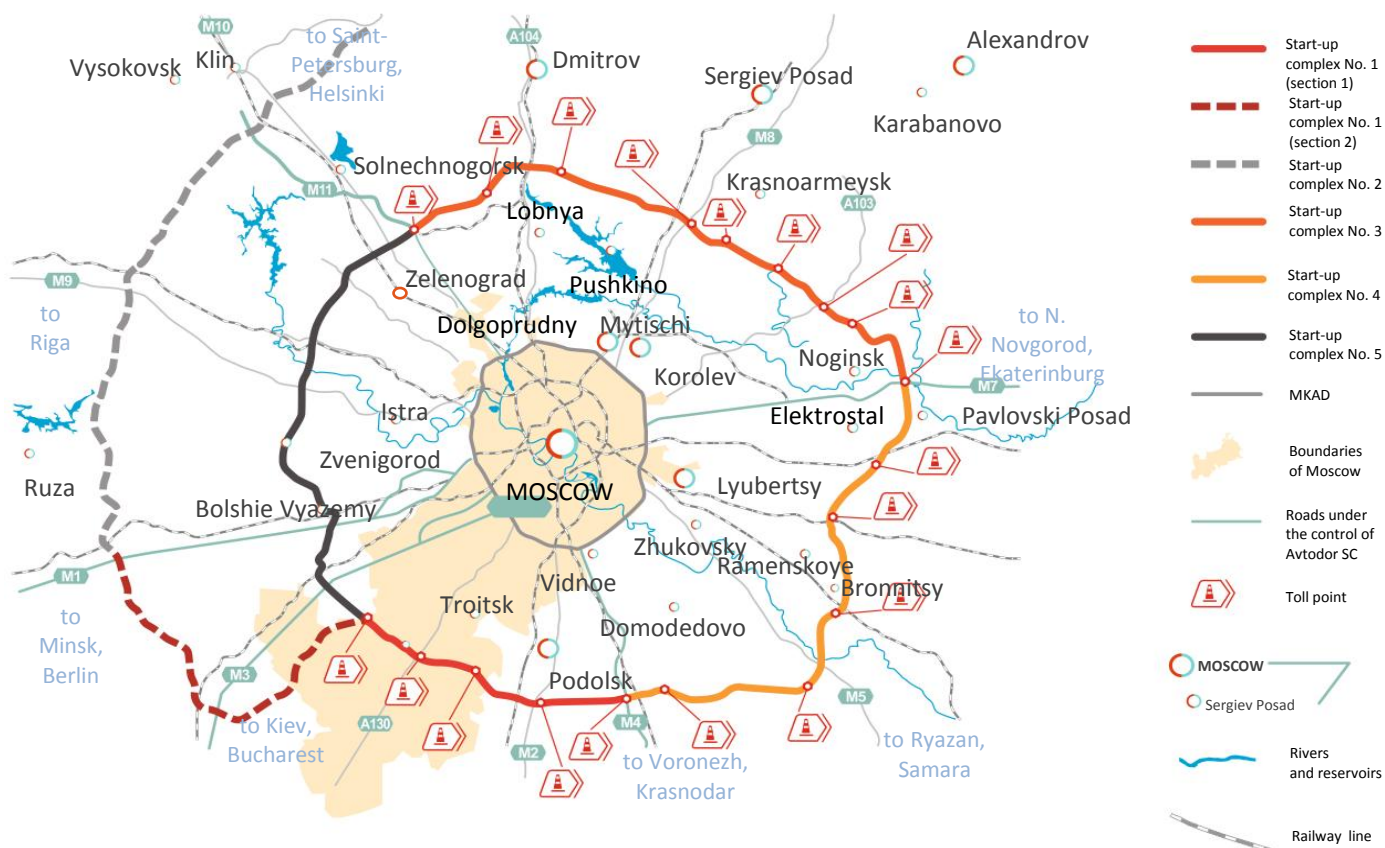 M10
to Saint-
Petersburg,
Helsinki
A104
Klin
Vysokovsk
Dmitrov
Sergiev Posad
Alexandrov
Karabanovo
M8
Solnechnogorsk
M11
Krasnoarmeysk
A103
Lobnya
M9
to
Riga
Zelenograd
Pushkino
Dolgoprudny
Mytischi
to N.
Novgorod,
Ekaterinburg
Noginsk
Korolev
M7
Istra
Elektrostal
Pavlovski Posad
Zvenigorod
Ruza
Bolshie Vyazemy
MOSCOW
Lyubertsy
Zhukovsky
Ramenskoye
M1
Vidnoe
Bronnitsy
to
Minsk,
Berlin
Troitsk
Domodedovo
M3
Podolsk
M5
to Kiev,
Bucharest
A130
M2
M4
to Voronezh,
Krasnodar
to Ryazan,
Samara
Start-up
complex No. 1
(section 1)
Start-up
complex No. 1
(section 2)
Start-up
complex No. 2
Start-up
complex No. 3
Start-up
complex No. 4
Start-up
complex No. 5
MKAD
Boundaries
of Moscow
Roads under
the control of
Avtodor SC
Toll point
MOSCOW
Sergiev Posad
Rivers
and reservoirs
Railway line